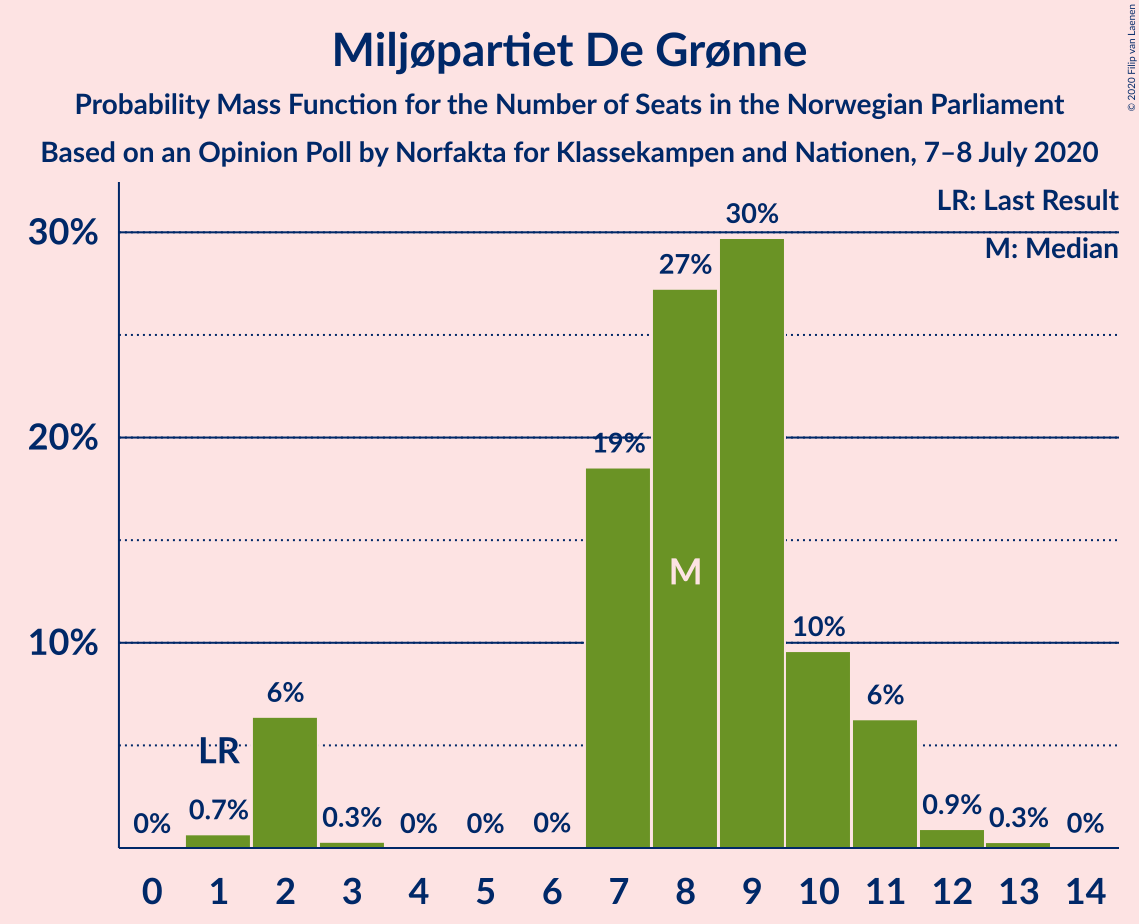 Miljøpartiet De Grønne
Probability Mass Function for the Number of Seats in the Norwegian Parliament
Based on an Opinion Poll by Norfakta for Klassekampen and Nationen, 7–8 July 2020
© 2020 Filip van Laenen
LR: Last Result
M: Median
30%
20%
10%
0%
0.7%
LR
6%
0.3%
0%
0%
0%
19%
27%
M
30%
10%
6%
0.9%
0.3%
0%
0 1 2 3 4 5 6 7 8 9 10 11 12 13 14